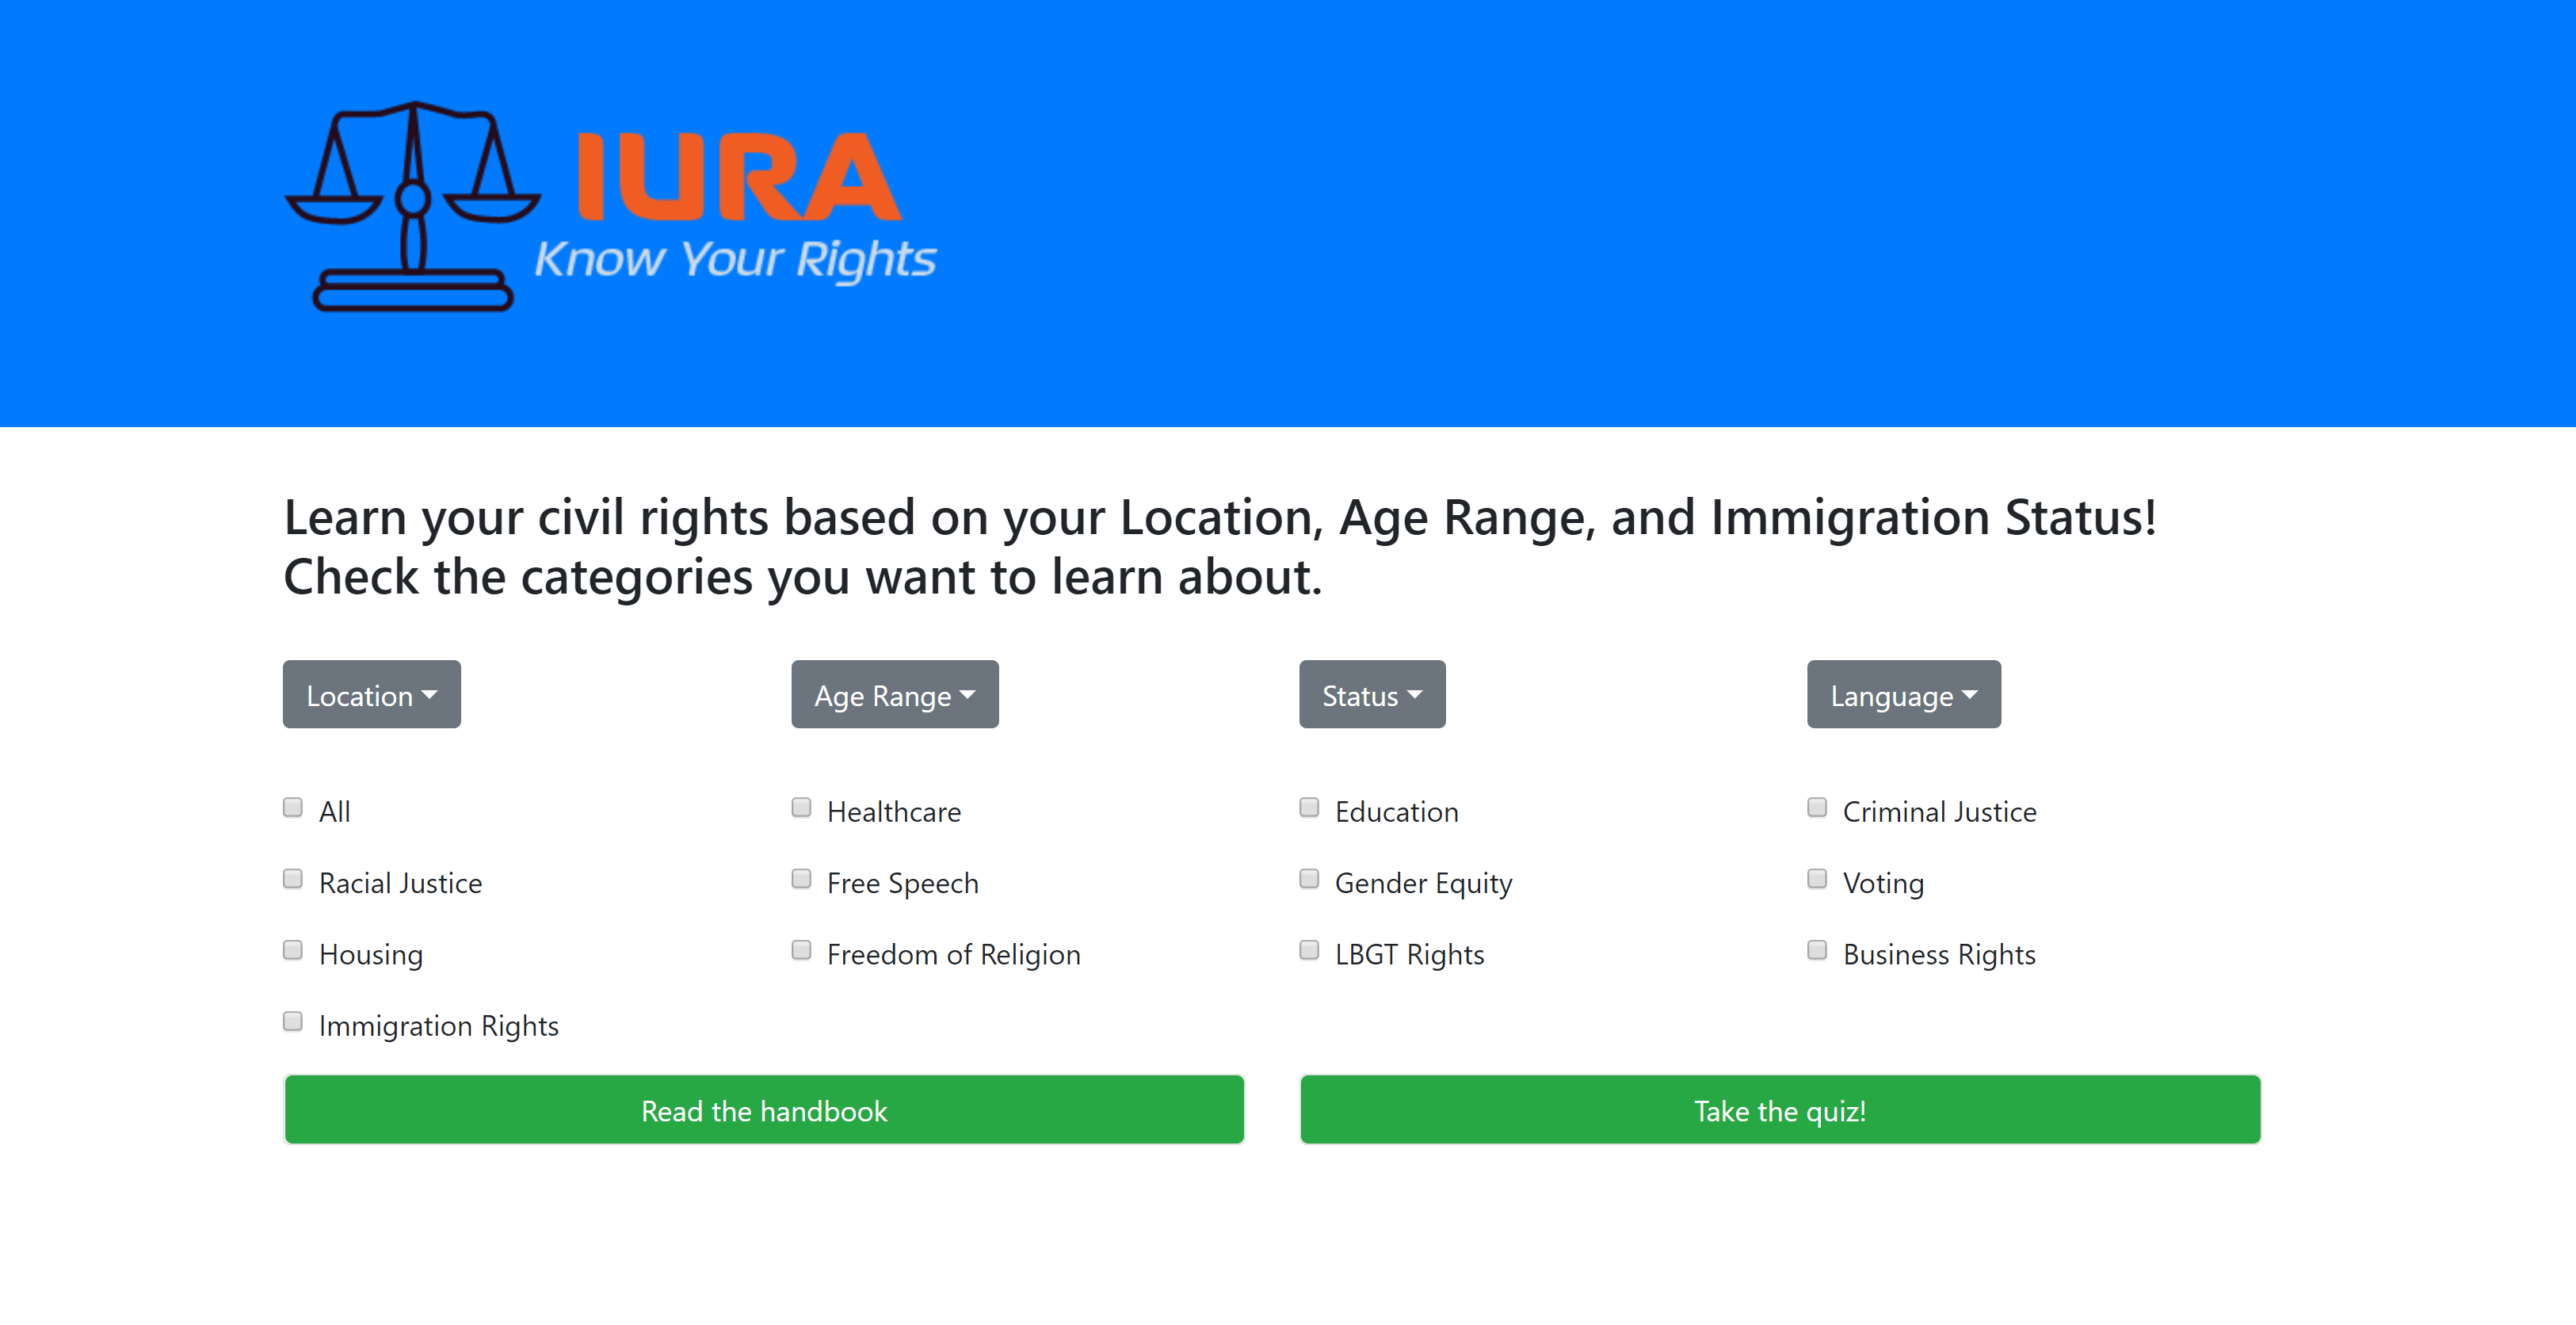 IURA
Know Your Rights
Learn your civil rights based on your Location, Age Range, and Immigration Status!
Check the categories you want to learn about.
Location Age Range Status Language
All Healthcare Education Criminal Justice
Racial Justice Free Speech Gender Equity Voting
Housing Freedom of Religion LBGT Rights Business Rights
Immigration Rights
Read the handbook Take the quiz!